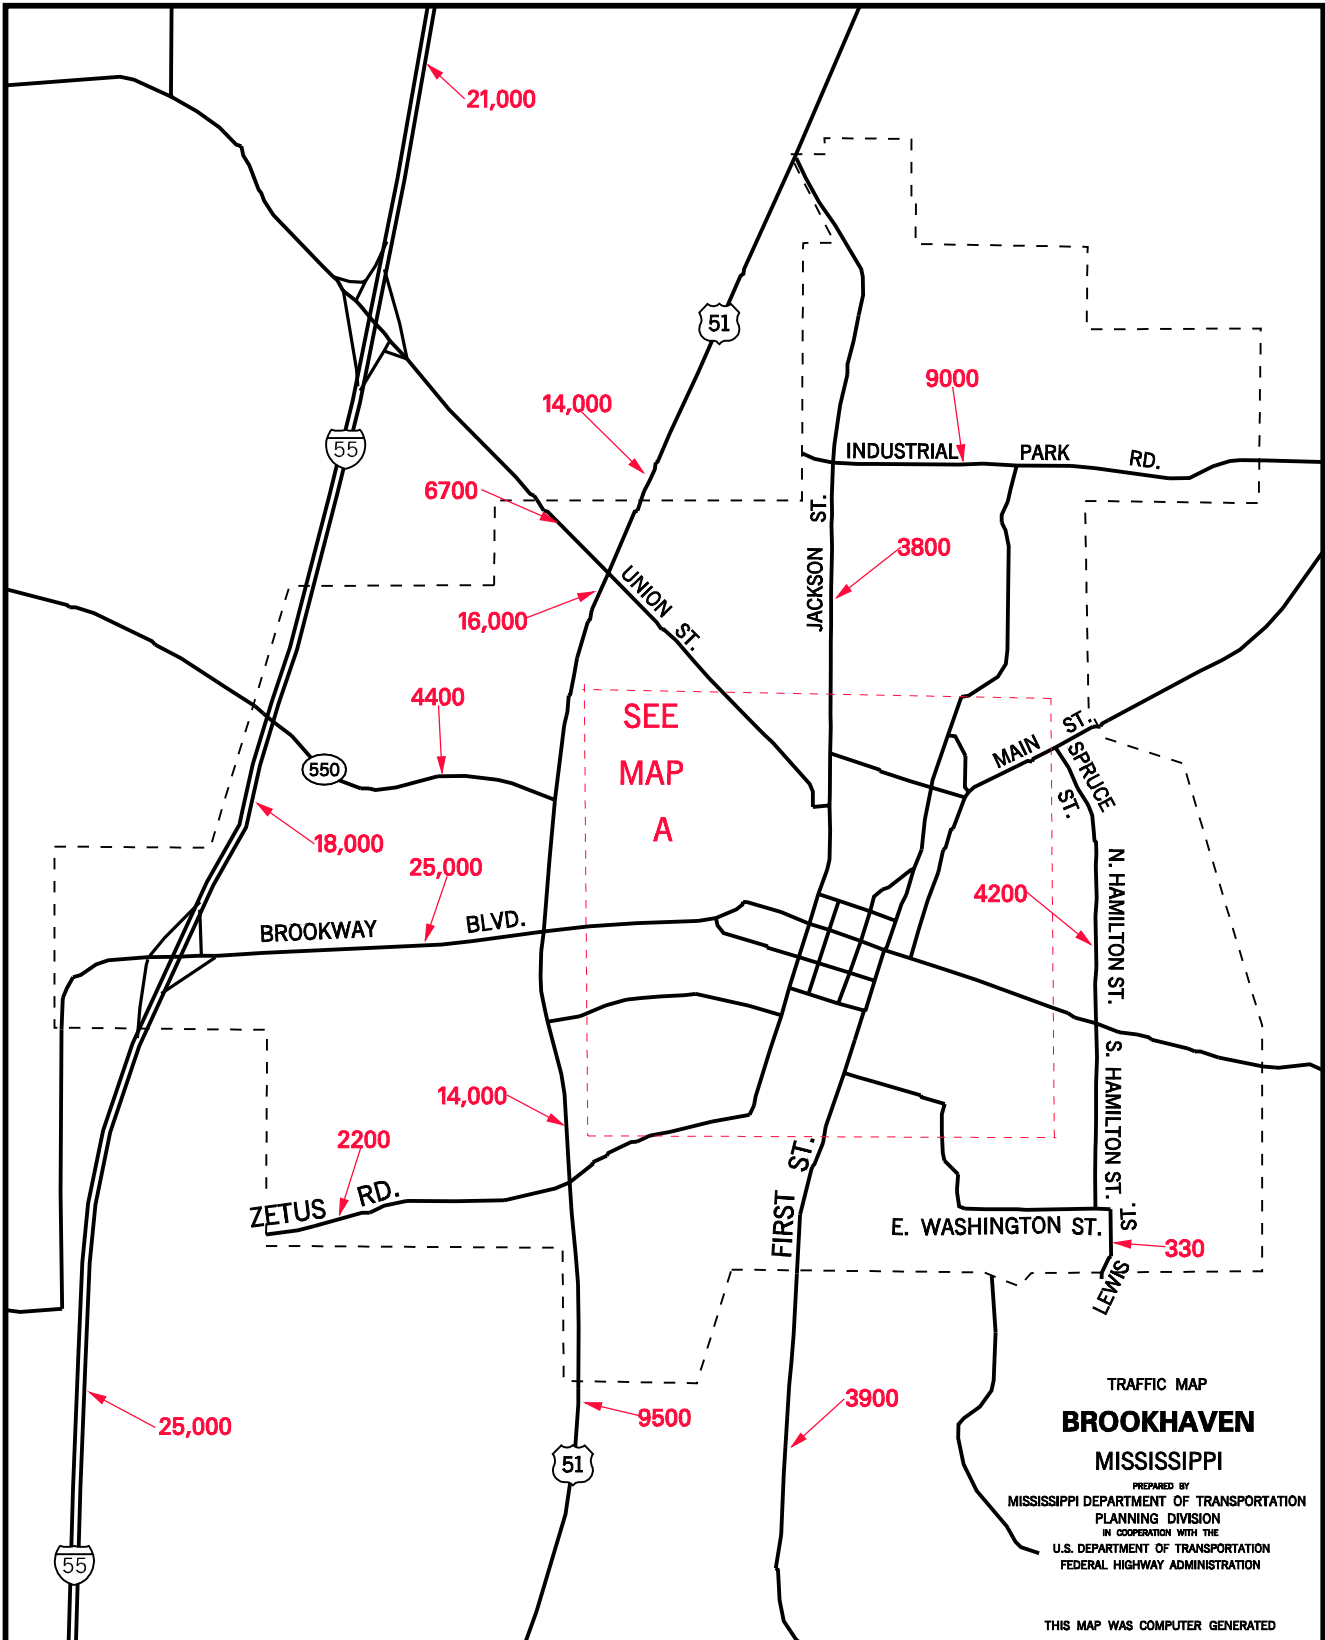 21,000
51
9000
14,000
INDUSTRIAL PARK RD.
55
6700
JACKSON ST.
3800
UNION ST.
16,000
4400
SEE
MAP
A
MAIN ST.
SPRUCE ST.
550
18,000
25,000
4200
N. HAMILTON ST.
BROOKWAY BLVD.
S. HAMILTON ST.
14,000
2200
ZETUS RD.
FIRST ST.
E. WASHINGTON ST.
LEWIS ST.
330
25,000
9500
3900
51
55
TRAFFIC MAP
BROOKHAVEN
MISSISSIPPI
PREPARED BY
MISSISSIPPI DEPARTMENT OF TRANSPORTATION
PLANNING DIVISION
IN COOPERATION WITH THE
U.S. DEPARTMENT OF TRANSPORTATION
FEDERAL HIGHWAY ADMINISTRATION
THIS MAP WAS COMPUTER GENERATED